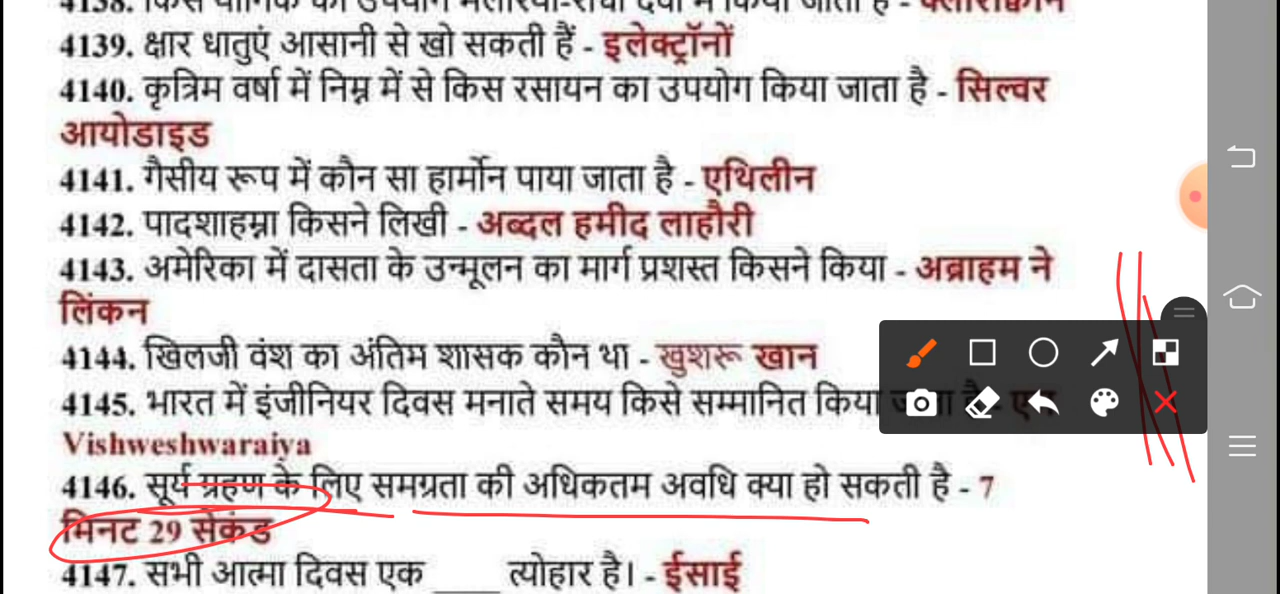 4139. क्षार धातुएं आसानी से खो सकती हैं - इलेक्ट्रॉनों
4140. कृत्रिम वर्षा में निम्न में से किस रसायन का उपयोग किया जाता है - सिल्वर
आयोडाइड
4141. गैसीय रूप में कौन सा हार्मोन पाया जाता है - एथिलीन
4142. पादशाहम्ना किसने लिखी - अब्दल हमीद लाहौरी
4143. अमेरिका में दासता के उन्मूलन का मार्ग प्रशस्त किसने किया - अब्राहम ने
लिंकन
4144. खिलजी वंश का अंतिम शासक कौन था - खुशरू खान
4145. भारत में इंजीनियर दिवस मनाते समय किसे सम्मानित किया
Vishweshwaraiya
4146. सूर्य ग्रहण के लिए समग्रता की अधिकतम अवधि क्या हो सकती है - 7
मिनट 29 सेकंड
4147. सभी आत्मा दिवस एक ____ त्योहार है। - ईसाई